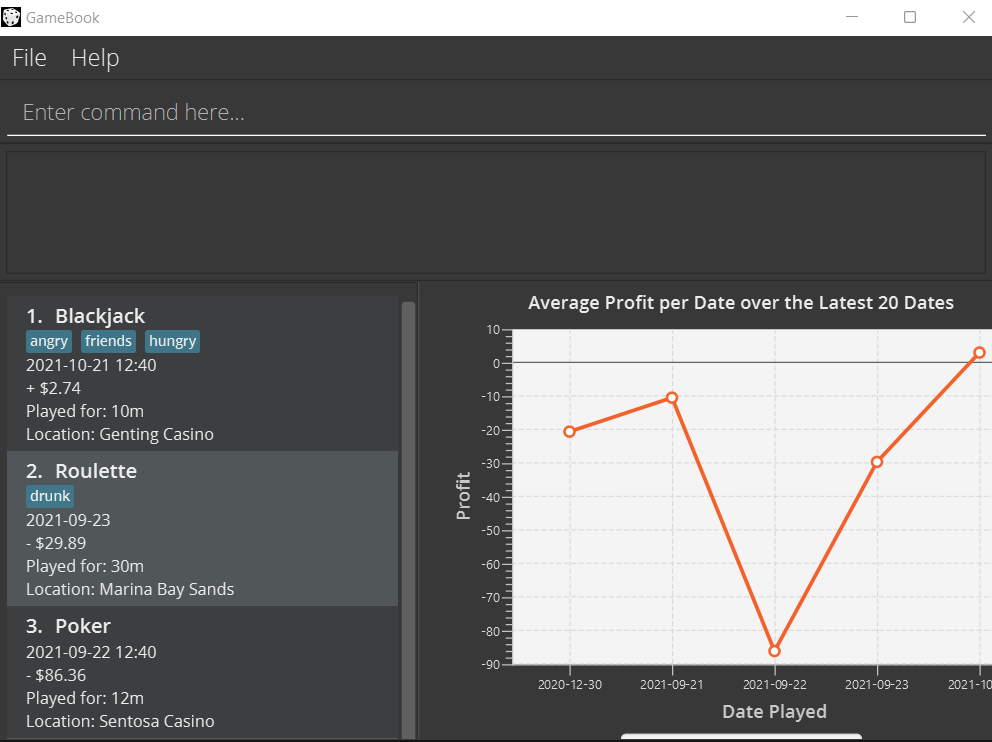 GameBook
File Help
Enter command here...
1. Blackjack
angry friends hungry
2021-10-21 12:40
+ $2.74
Played for: 10m
Location: Genting Casino
2. Roulette
drunk
2021-09-23
- $29.89
Played for: 30m
Location: Marina Bay Sands
3. Poker
2021-09-22 12:40
- $86.36
Played for: 12m
Location: Sentosa Casino
Average Profit per Date over the Latest 20 Dates
Profit
10
0
-10
-20
-30
-40
-50
-60
-70
-80
-90
2020-12-30 2021-09-21 2021-09-22 2021-09-23 2021-10
Date Played